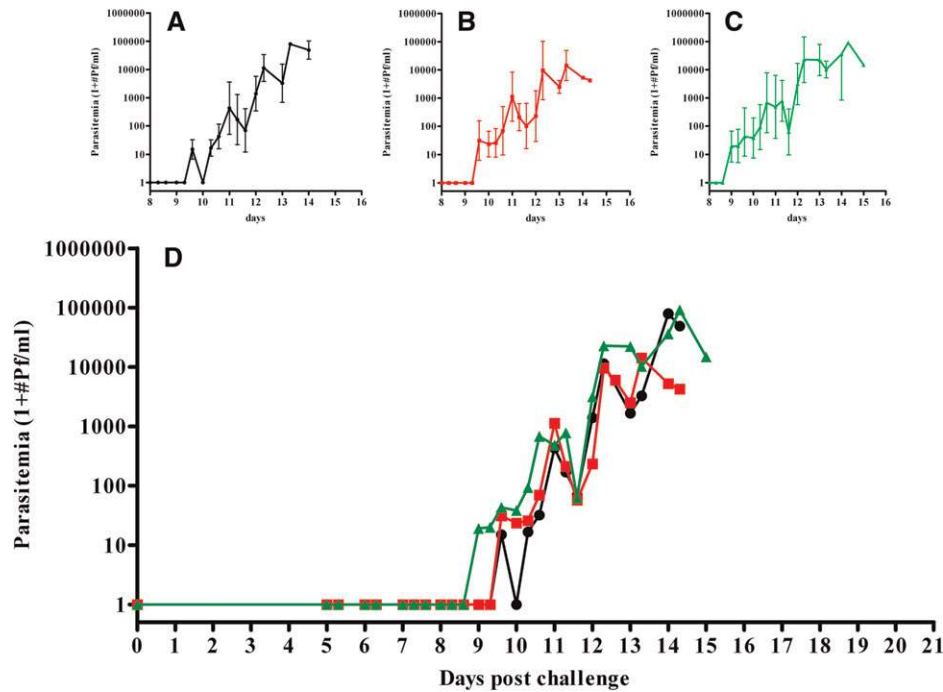 A
Parasitemia (1+#Pf/ml)
1000000
100000
10000
1000
100
10
1
8 9 10 11 12 13 14 15 16
days
B
Parasitemia (1+#Pf/ml)
1000000
100000
10000
1000
100
10
1
8 9 10 11 12 13 14 15 16
days
C
Parasitemia (1+#Pf/ml)
1000000
100000
10000
1000
100
10
1
8 9 10 11 12 13 14 15 16
days
D
Parasitemia (1+#Pf/ml)
1000000
100000
10000
1000
100
10
1
0 1 2 3 4 5 6 7 8 9 10 11 12 13 14 15 16 17 18 19 20 21
Days post challenge